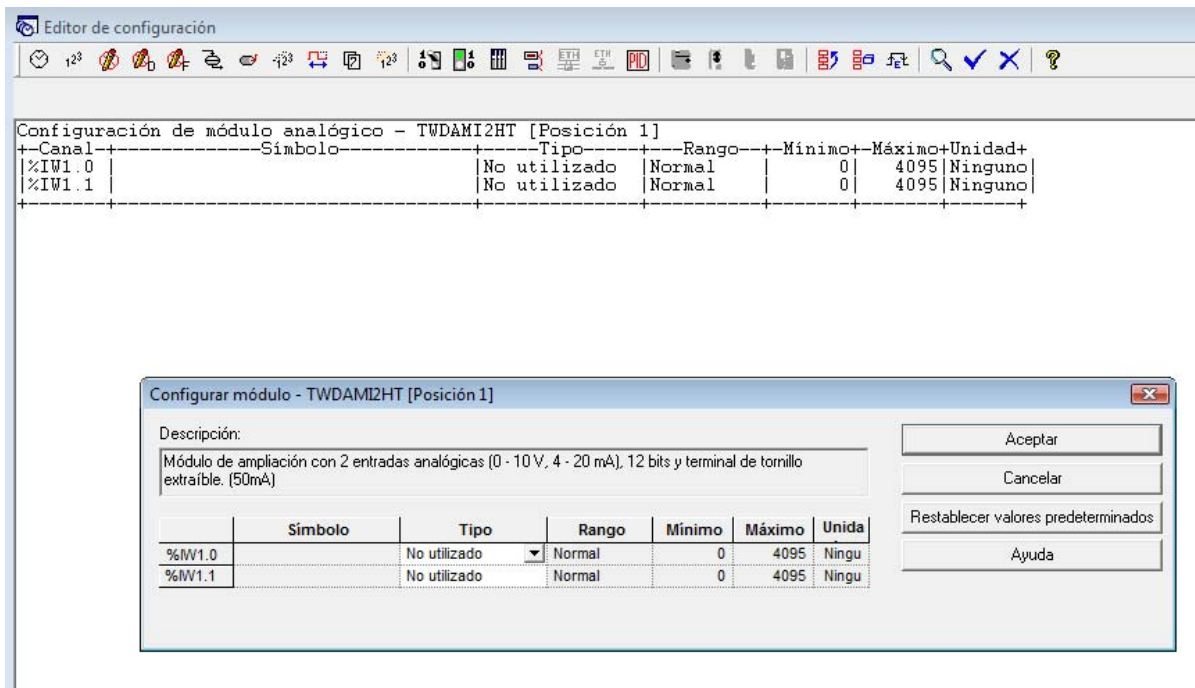 Editor de configuración
Configuración de módulo analógico - TWDAMI2HT [Posición 1]
+-Canal-+--------------Símbolo-------------+-----Tipo-----+---Rango--+-Mínimo+-Máximo+Unidad+
|%IW1.0 | |No utilizado |Normal | 0| 4095|Ninguno|
|%IW1.1 | |No utilizado |Normal | 0| 4095|Ninguno|
Configurar módulo - TWDAMI2HT [Posición 1]
Descripción:
Módulo de ampliación con 2 entradas analógicas (0 - 10 V, 4 - 20 mA), 12 bits y terminal de tornillo
extraíble. (50mA)
Aceptar
Cancelar
Restablecer valores predeterminados
Ayuda
Símbolo Tipo Rango Mínimo Máximo Unida
%IW1.0 No utilizado Normal 0 4095 Ningu
%IW1.1 No utilizado Normal 0 4095 Ningu